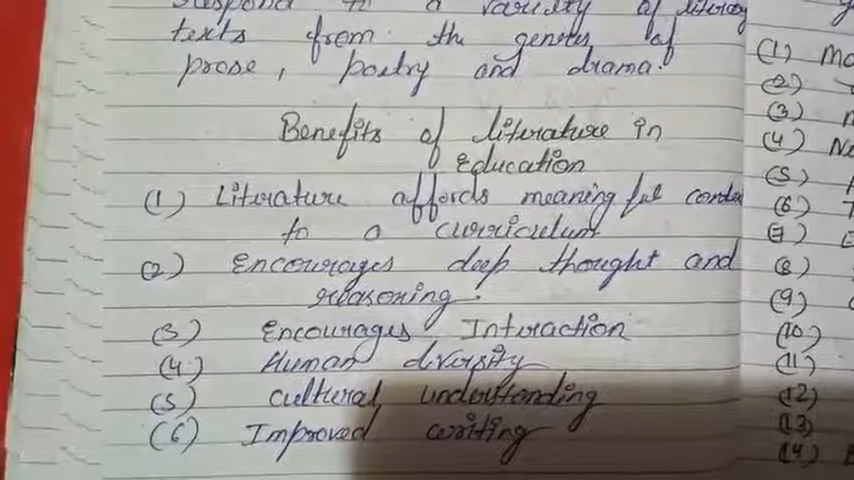 respond to a variety of literary
texts from the genres of
prose, poetry and drama.
Benefits of literature in
Education
(1) Literature affords meaningful
to a curriculum
(2) Encourages deep thought and
reasoning.
(3) Encourages Interaction
(4) Human diversity
(5) cultural understanding
(6) Improved writing
(1)
(2)
(3)
(4)
(5)
(6)
(7)
(8)
(9)
(10)
(11)
(12)
(13)
(14)